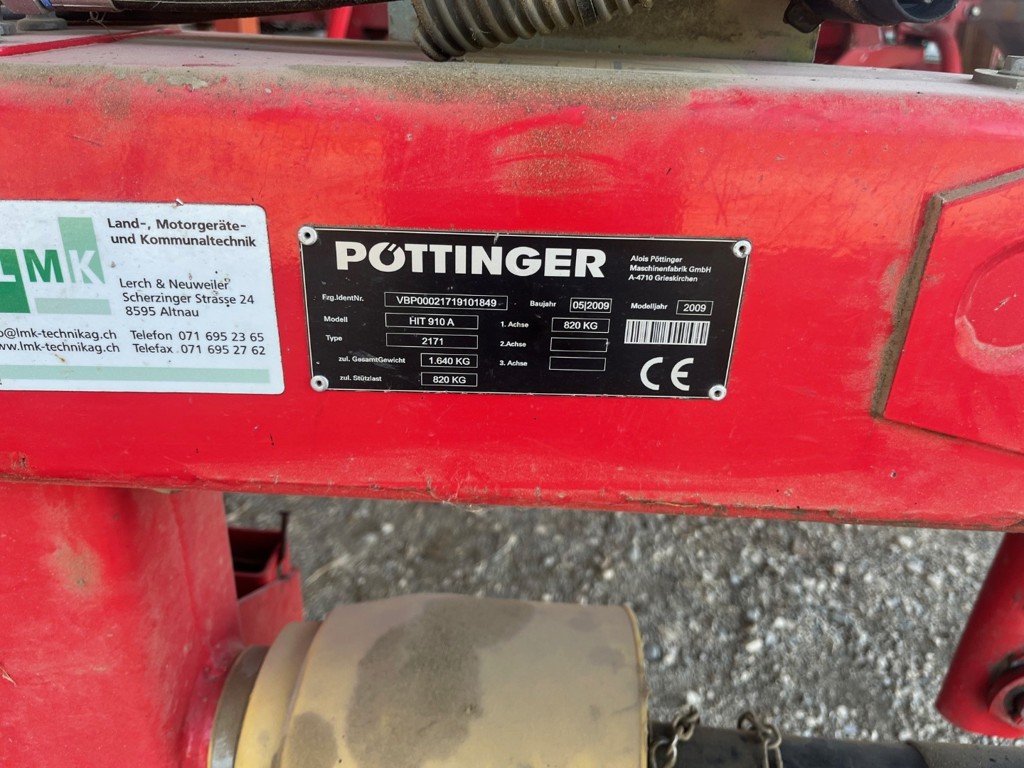 Land-, Motorgeräte-
und Kommunaltechnik
LMK
Lerch & Neuweiler
Scherzinger Strasse 24
8595 Altnau
o@lmk-technikag.ch Telefon 071 695 23 65
www.lmk-technikag.ch Telefax 071 695 27 62
PÖTTINGER
Alois Pöttinger
Maschinenfabrik GmbH
A-4710 Grieskirchen
Fzg.IdentNr. VBP00021719101849 Baujahr 05|2009 Modelljahr 2009
Modell HIT 910 A 1. Achse 820 KG
Type 2171 2.Achse
zul. GesamtGewicht 1.640 KG 3. Achse
zul. Stützlast 820 KG
CE